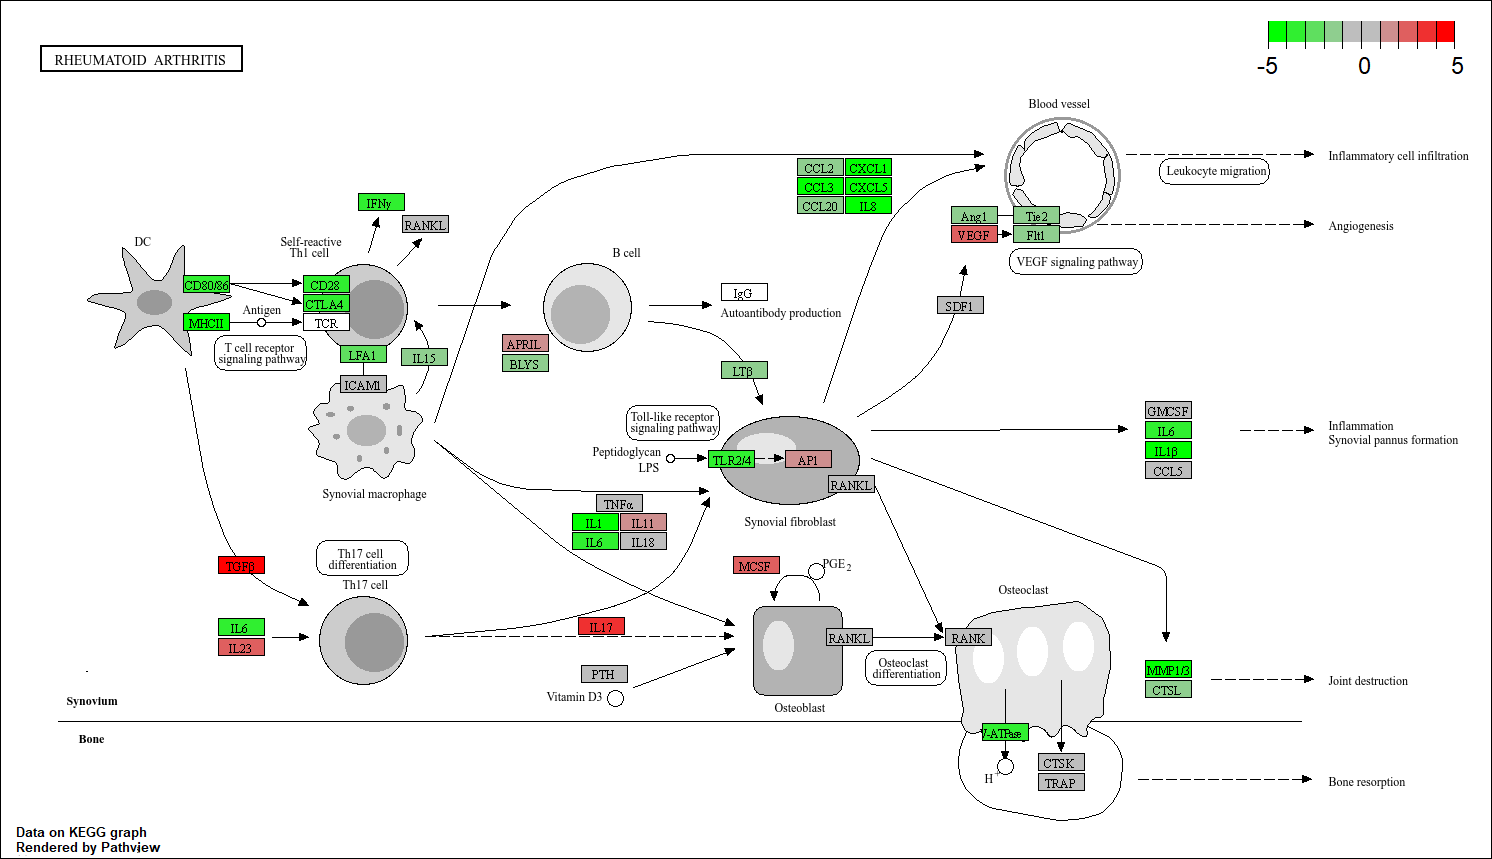 RHEUMATOID ARTHRITIS
-5 0 5
Blood vessel
Inflammatory cell infiltration
Leukocyte migration
CCL2 CXCL1
CCL3 CXCL5
CCL20 IL8
IFNγ
RANKL
Ang1 Tie2
VEGF Flt1
Angiogenesis
VEGF signaling pathway
DC
Self-reactive
Th1 cell
B cell
CD80/86 CD28
CTLA4
Antigen
MHCII TCR
T cell receptor
signaling pathway
LFA1
IL15
ICAM1
IgG
Autoantibody production
SDF1
APRIL
BLYS
LTβ
Toll-like receptor
signaling pathway
Peptidoglycan
LPS
TLR2/4 AP1
RANKL
Synovial fibroblast
GMCSF
IL6
IL1β
CCL5
Inflammation
Synovial pannus formation
Synovial macrophage
TNFα
IL1 IL11
IL6 IL18
TGFβ
Th17 cell
differentiation
Th17 cell
MCSF
PGE2
Osteoclast
IL6
IL23
IL17
RANKL RANK
Osteoclast
differentiation
PTH
Vitamin D3
Osteoblast
MMP1/3
CTSL
Joint destruction
Synovium
Bone
V-ATPase
H+
CTSK
TRAP
Bone resorption
Data on KEGG graph
Rendered by Pathview